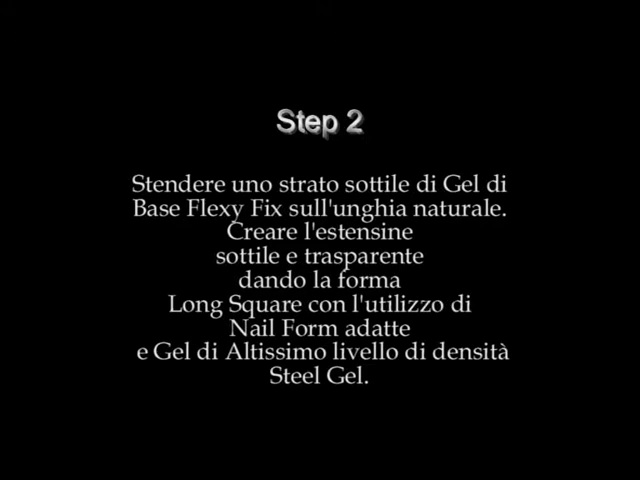 Step 2
Stendere uno strato sottile di Gel di
Base Flexy Fix sull'unghia naturale.
Creare l'estensine
sottile e trasparente
dando la forma
Long Square con l'utilizzo di
Nail Form adatte
e Gel di Altissimo livello di densità
Steel Gel.